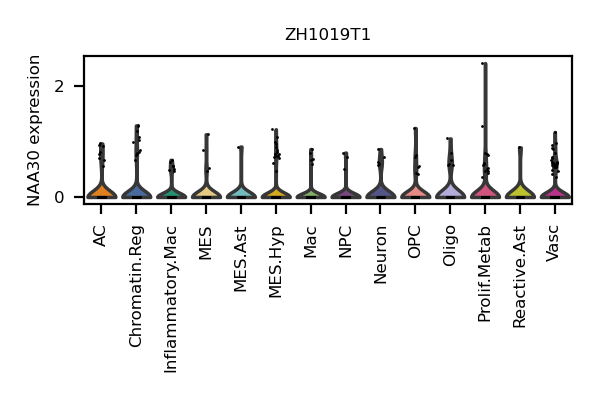 ZH1019T1
NAA30 expression
2
0
AC
Chromatin.Reg
Inflammatory.Mac
MES
MES.Ast
MES.Hyp
Mac
NPC
Neuron
OPC
Oligo
Prolif.Metab
Reactive.Ast
Vasc